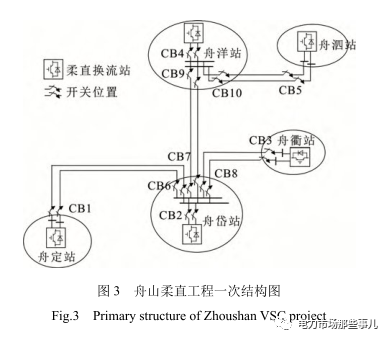 舟洋站
CB4
CB9
CB10
舟泗站
CB5
柔直换流站
开关位置
CB3 舟衢站
CB7
CB8
CB6
CB2
舟岱站
CB1
舟定站
图 3 舟山柔直工程一次结构图
Fig.3 Primary structure of Zhoushan VSC project
电力市场那些事儿